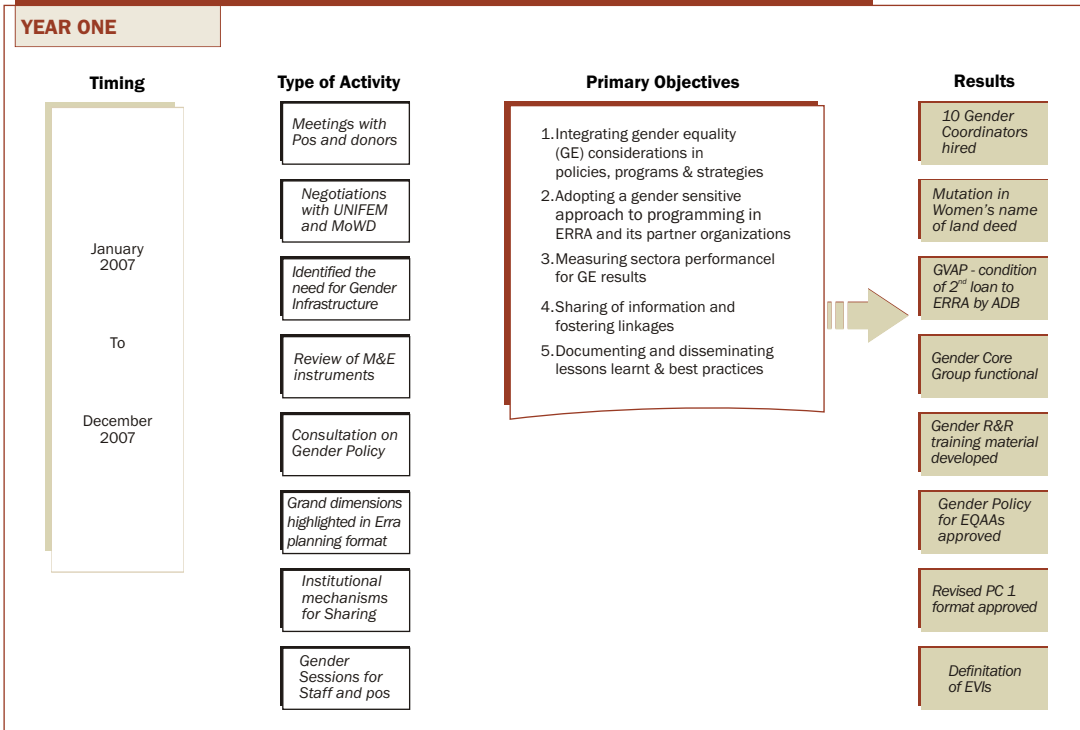 YEAR ONE
Timing
January
2007
To
December
2007
Type of Activity
Meetings with
Pos and donors
Negotiations
with UNIFEM
and MoWD
Identified the
need for Gender
Infrastructure
Review of M&E
instruments
Consultation on
Gender Policy
Grand dimensions
highlighted in Erra
planning format
Institutional
mechanisms
for Sharing
Gender
Sessions for
Staff and pos
Primary Objectives
1.Integrating gender equality
(GE) considerations in
policies, programs & strategies
2.Adopting a gender sensitive
approach to programming in
ERRA and its partner organizations
3.Measuring sectora performancel
for GE results
4.Sharing of information and
fostering linkages
5.Documenting and disseminating
lessons learnt & best practices
Results
10 Gender
Coordinators
hired
Mutation in
Women's name
of land deed
GVAP - condition
of 2nd loan to
ERRA by ADB
Gender Core
Group functional
Gender R&R
training material
developed
Gender Policy
for EQAAs
approved
Revised PC 1
format approved
Definitation
of EVIs